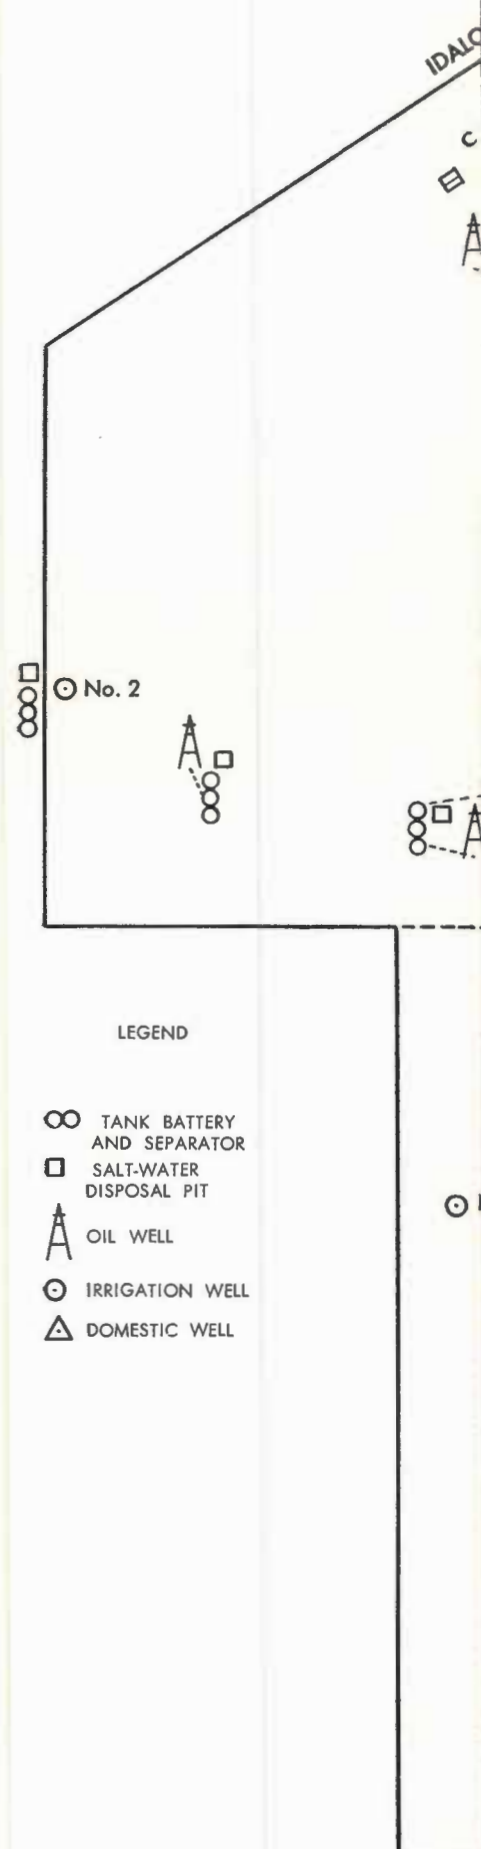 IDALO
C
No. 2
LEGEND
TANK BATTERY
AND SEPARATOR
SALT-WATER
DISPOSAL PIT
OIL WELL
IRRIGATION WELL
DOMESTIC WELL